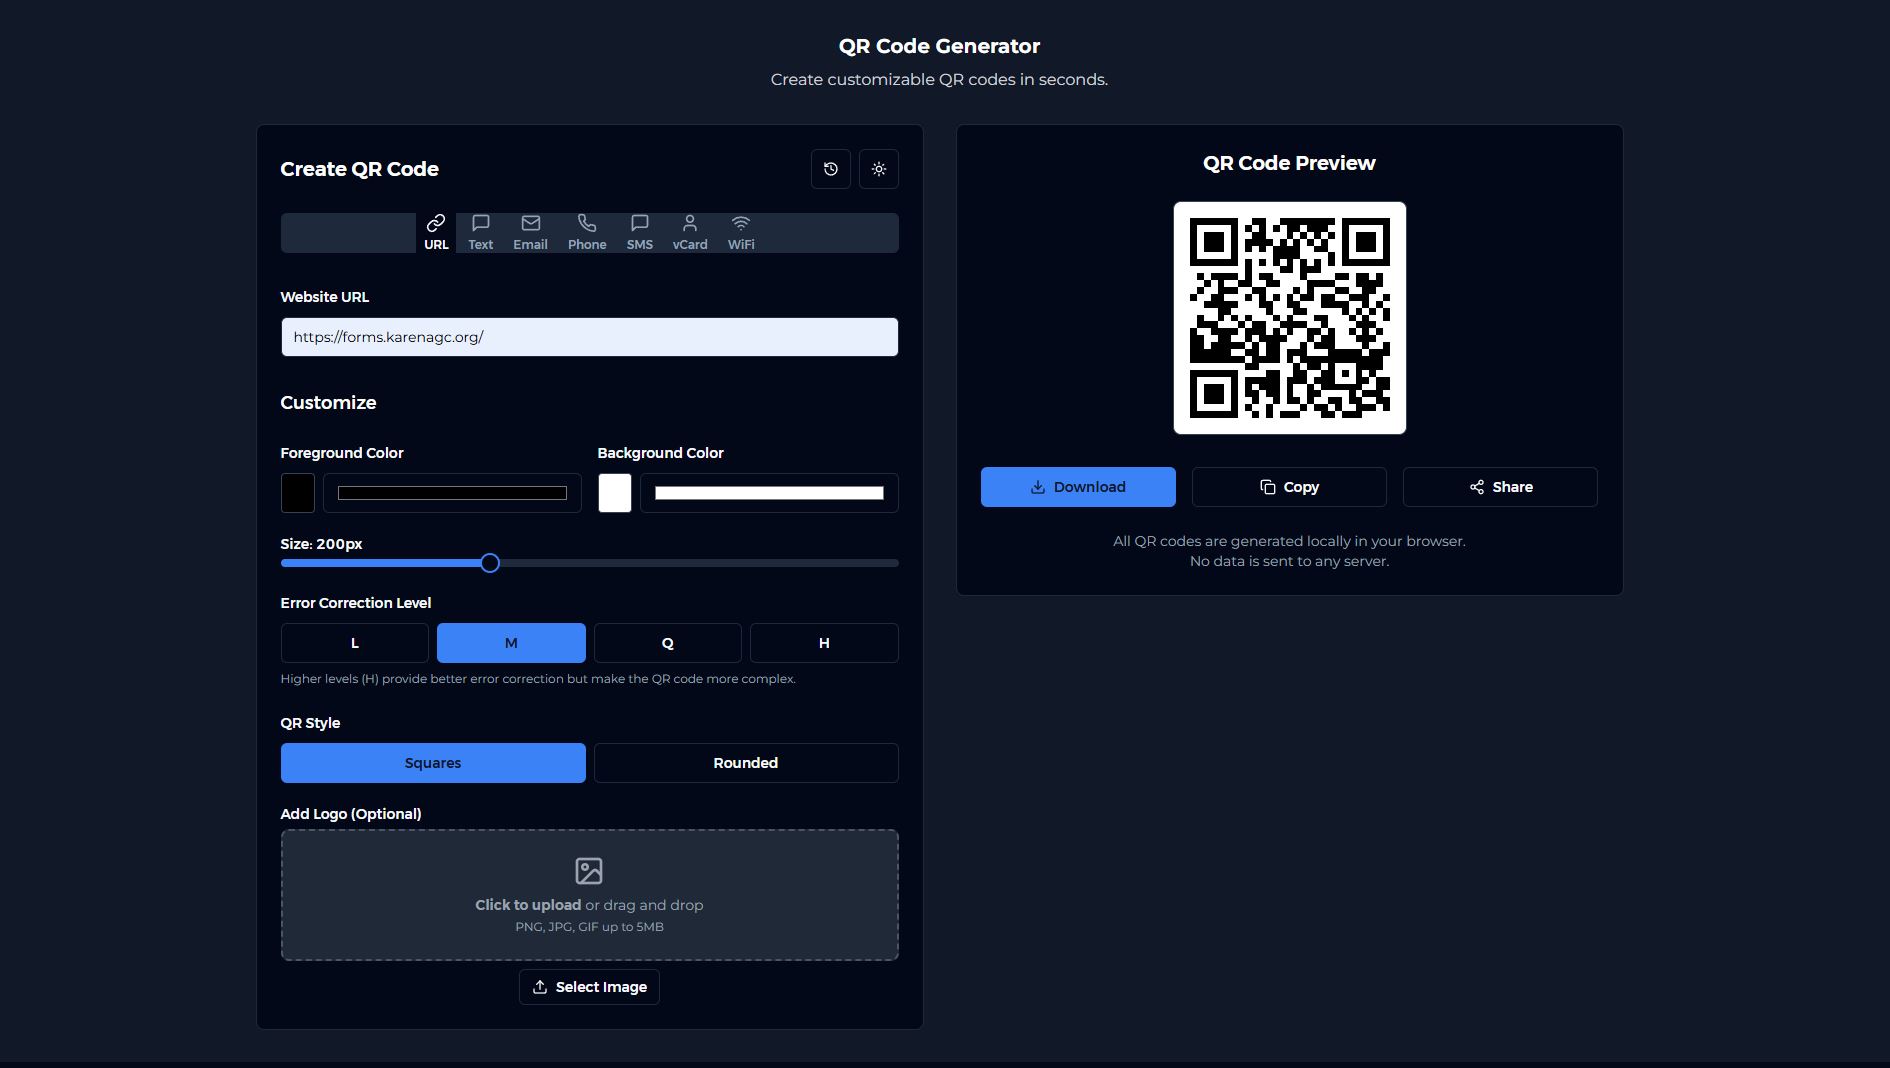 QR Code Generator
Create customizable QR codes in seconds.
Create QR Code
URL
Text
Email
Phone
SMS
vCard
WiFi
Website URL
https://forms.karenagc.org/
Customize
Foreground Color
Background Color
Size: 200px
Error Correction Level
L
M
Q
H
Higher levels (H) provide better error correction but make the QR code more complex.
QR Style
Squares
Rounded
Add Logo (Optional)
Click to upload or drag and drop
PNG, JPG, GIF up to 5MB
Select Image
QR Code Preview
Download
Copy
Share
All QR codes are generated locally in your browser.
No data is sent to any server.